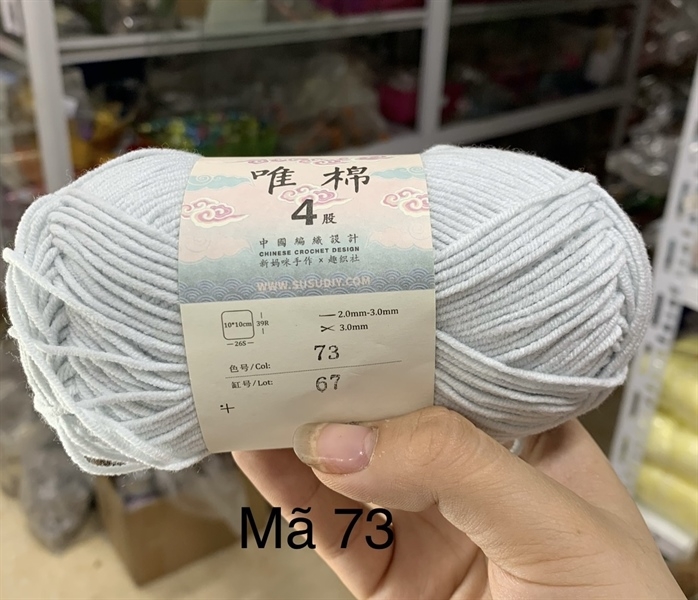 唯棉
4股
中國編織設計
CHINESE CROCHET DESIGN
新媽咪手作×趣织社
WWW.SUSUDIY.COM
10*10cm 39R
26S
2.0mm-3.0mm
3.0mm
色号/Col: 73
缸号/Lot: 67
Mã 73